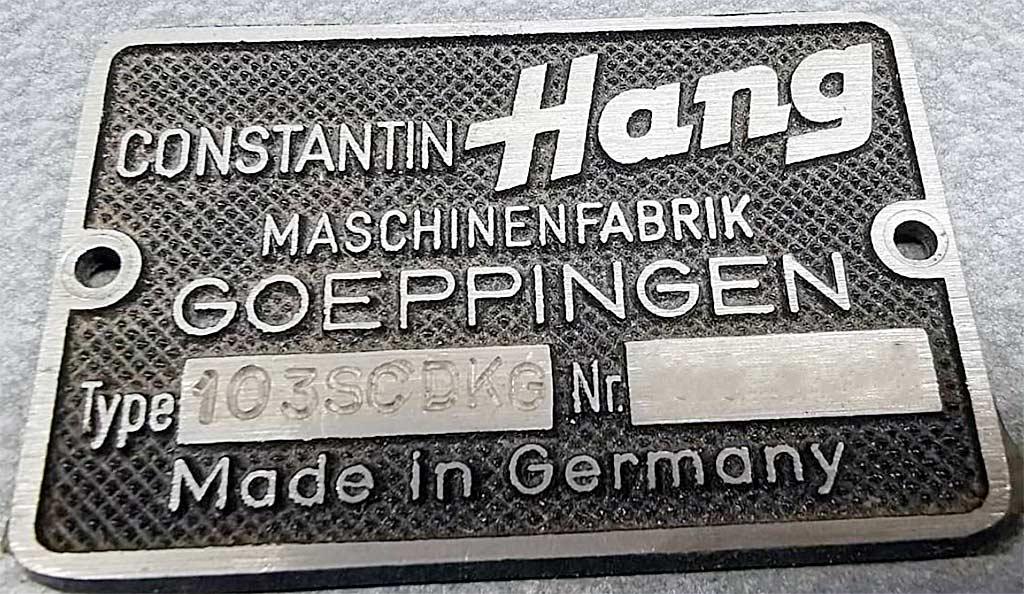 CONSTANTIN Hang
MASCHINENFABRIK
GOEPPINGEN
Type 103SCDKG Nr.
Made in Germany